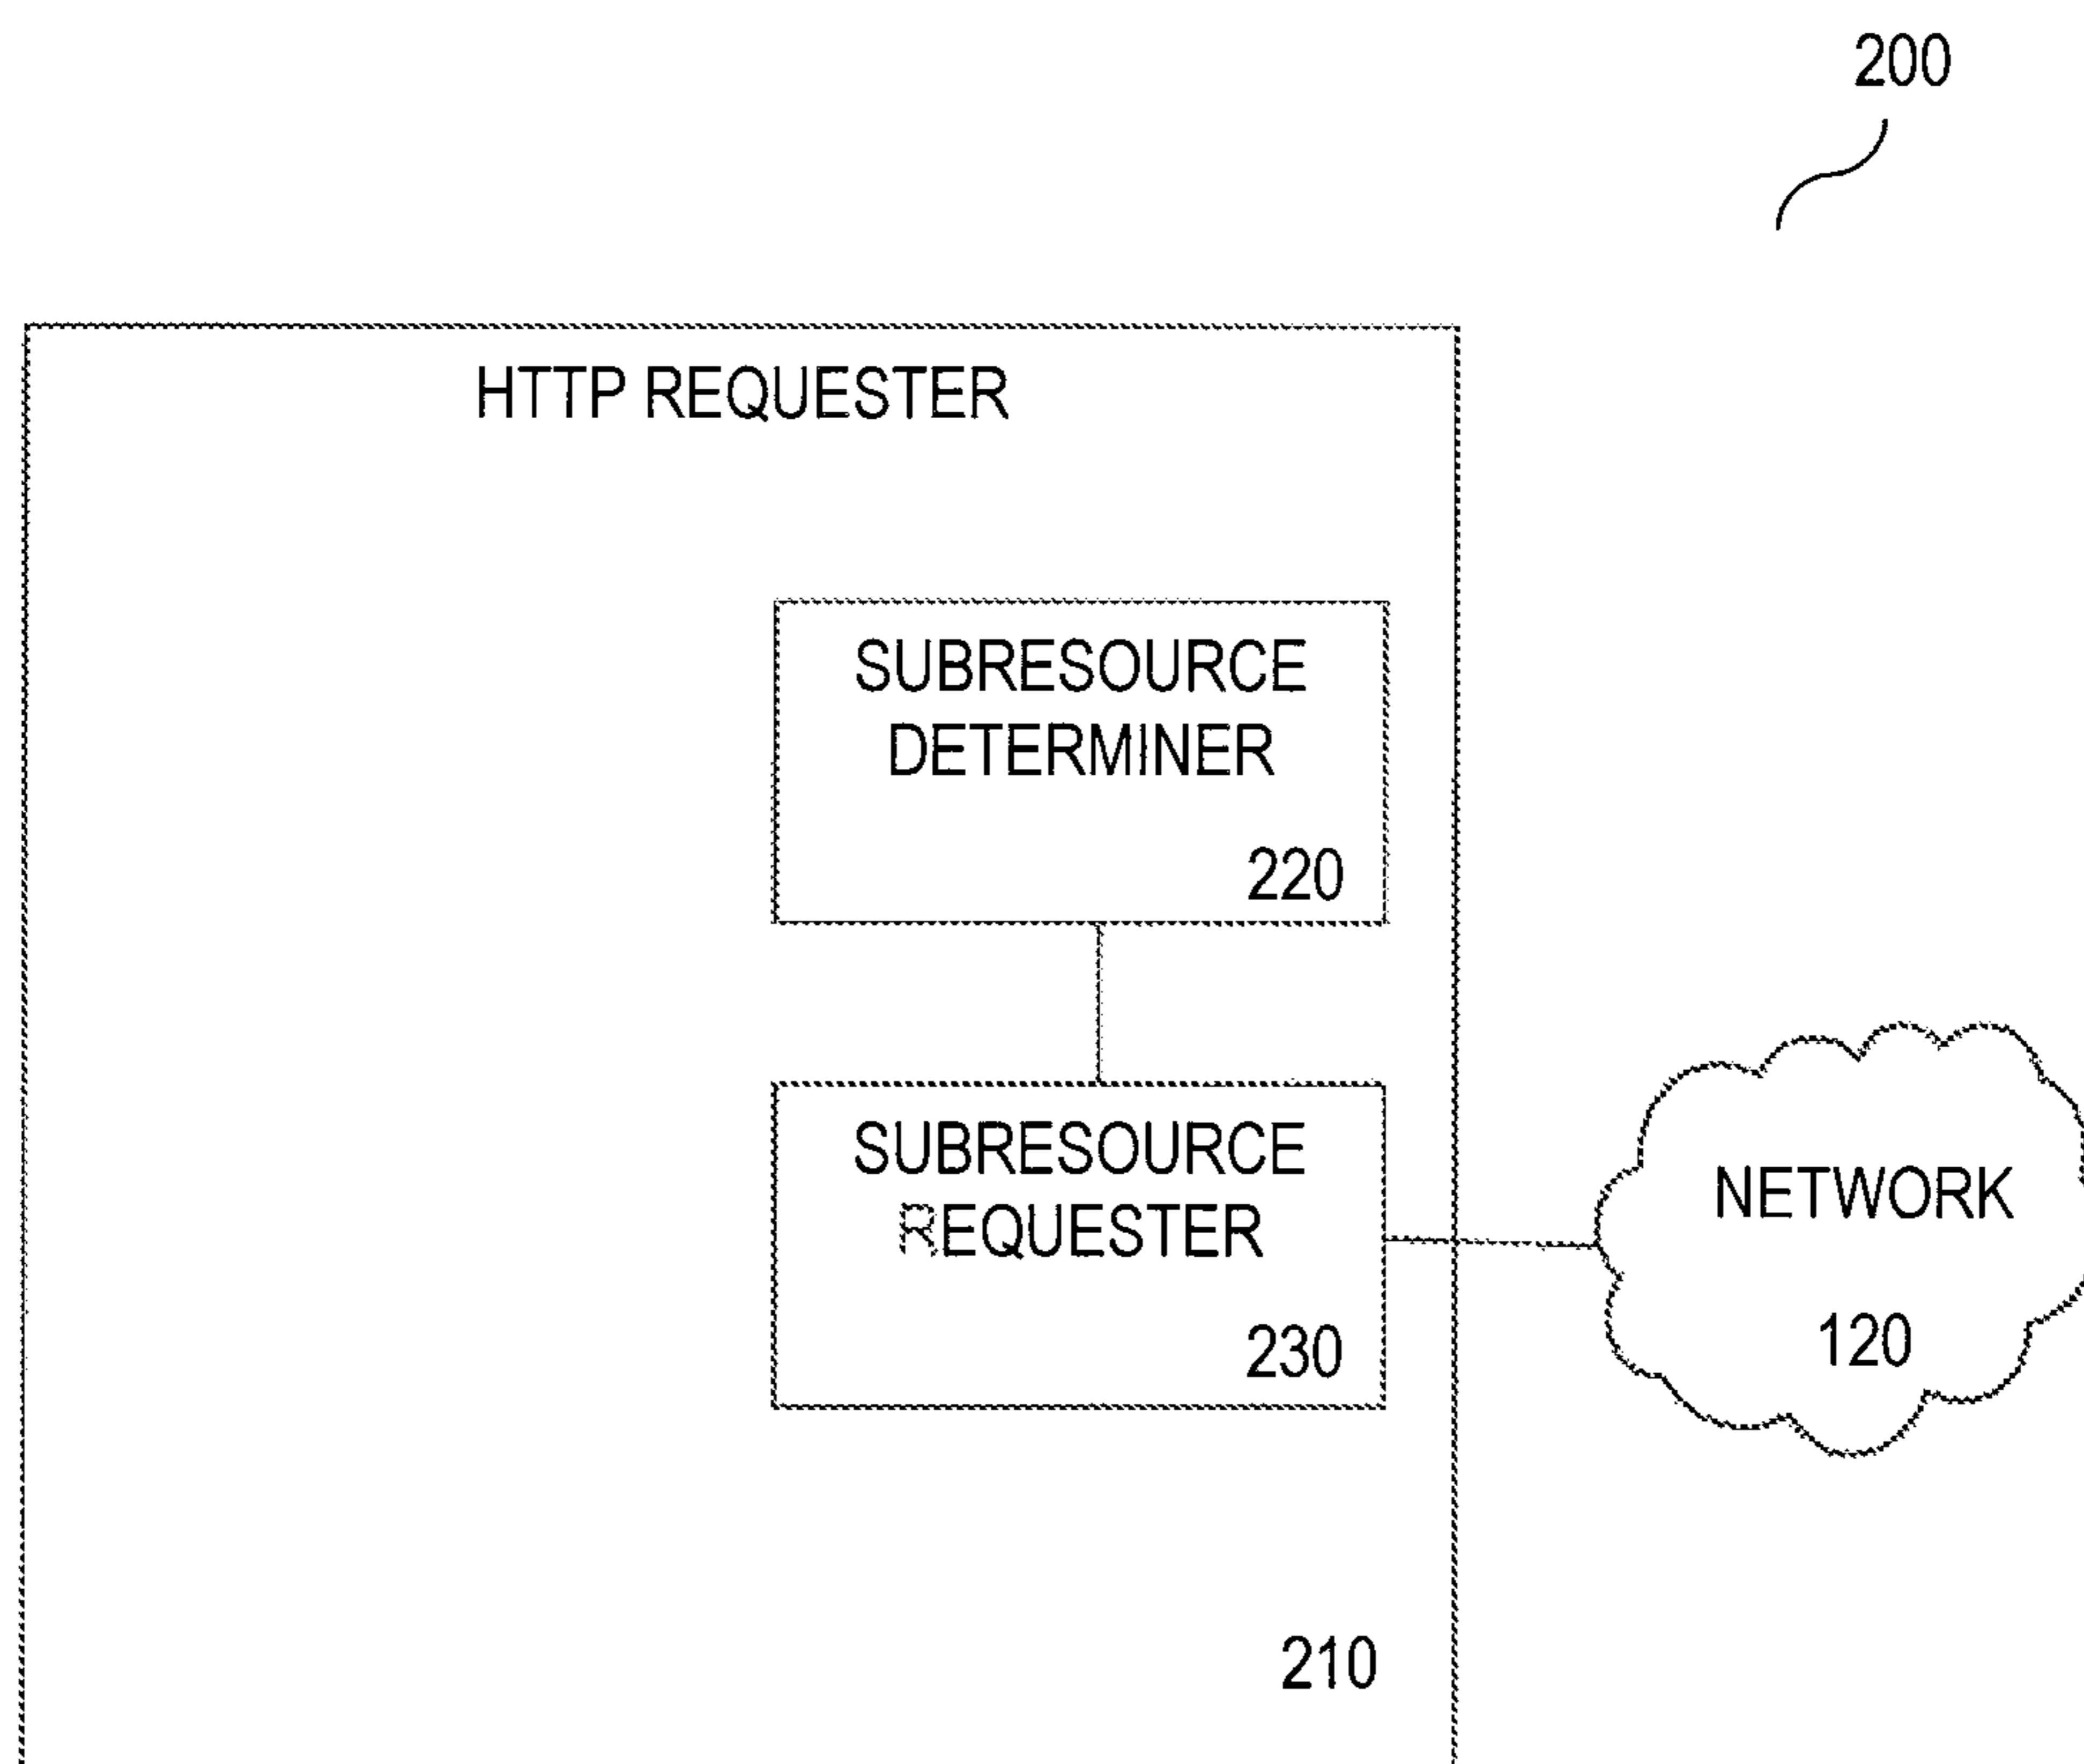 200
HTTP REQUESTER
SUBRESOURCE
DETERMINER
220
SUBRESOURCE
REQUESTER
230
NETWORK
120
210